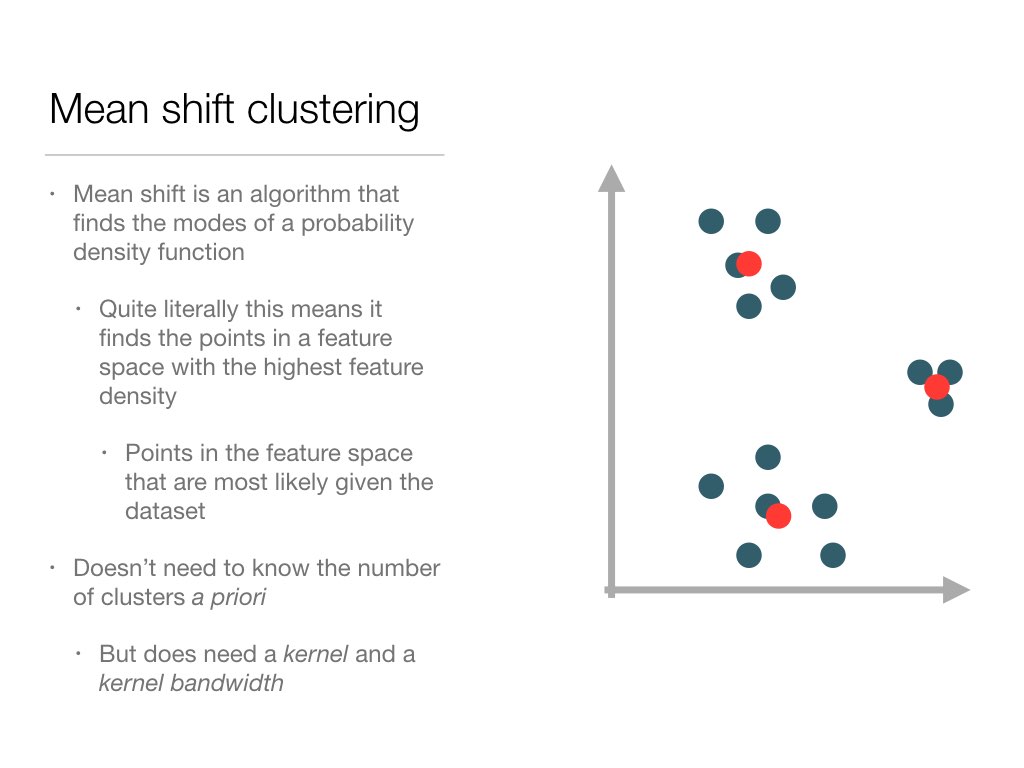 Mean shift clustering
• Mean shift is an algorithm that
finds the modes of a probability
density function
• Quite literally this means it
finds the points in a feature
space with the highest feature
density
• Points in the feature space
that are most likely given the
dataset
• Doesn’t need to know the number
of clusters a priori
• But does need a kernel and a
kernel bandwidth